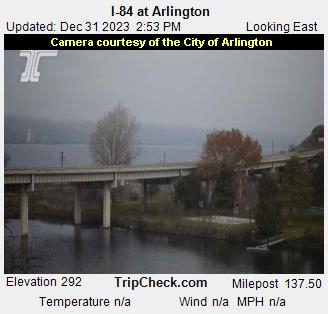 I-84 at Arlington
Updated: Dec 31 2023 2:53 PM Looking East
Camera courtesy of the City of Arlington
Elevation 292 TripCheck.com Milepost 137.50
Temperature n/a Wind n/a MPH n/a